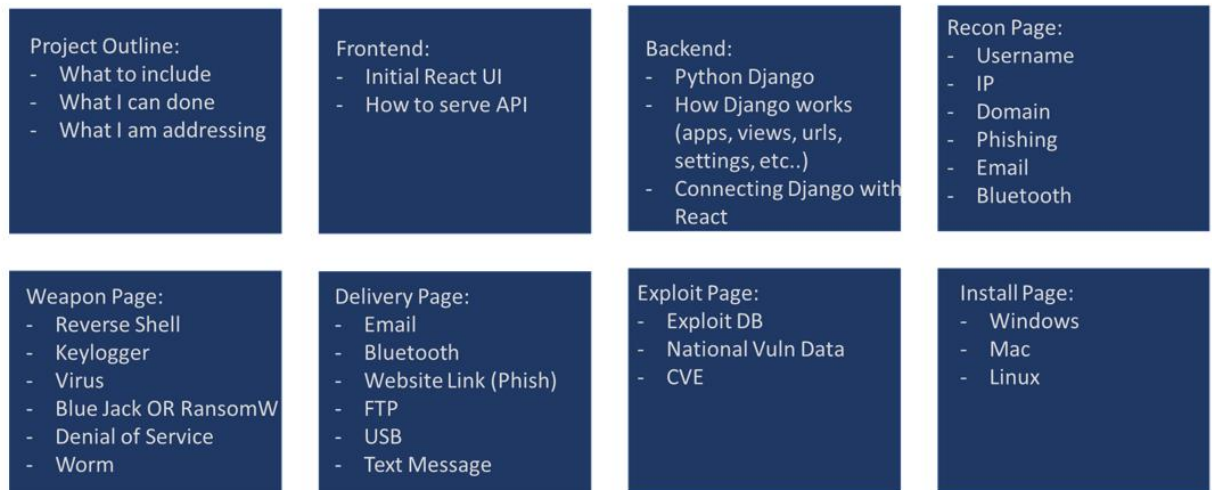 Project Outline:
- What to include
- What I can done
- What I am addressing
Frontend:
- Initial React UI
- How to serve API
Backend:
- Python Django
- How Django works
(apps, views, urls,
settings, etc..)
- Connecting Django with
React
Recon Page:
- Username
- IP
- Domain
- Phishing
- Email
- Bluetooth
Weapon Page:
- Reverse Shell
- Keylogger
- Virus
- Blue Jack OR RansomW
- Denial of Service
- Worm
Delivery Page:
- Email
- Bluetooth
- Website Link (Phish)
- FTP
- USB
- Text Message
Exploit Page:
- Exploit DB
- National Vuln Data
- CVE
Install Page:
- Windows
- Mac
- Linux